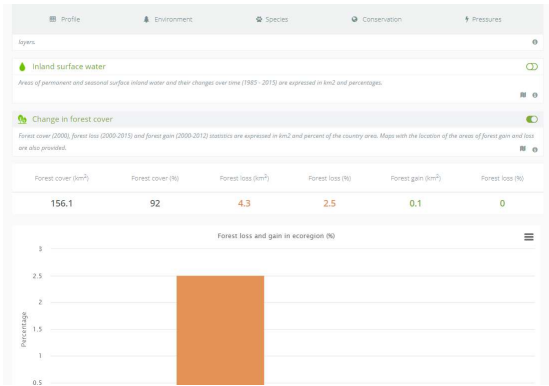 Profile Environment Species Conservation Pressures
layers.
Inland surface water
Areas of permanent and seasonal surface inland water and their changes over time (1985 - 2015) are expressed in km2 and percentages.
Change in forest cover
Forest cover (2000), forest loss (2000-2015) and forest gain (2000-2012) statistics are expressed in km2 and percent of the country area. Maps with the location of the areas of forest gain and loss
are also provided.
Forest cover (km²) Forest cover (%) Forest loss (km²) Forest loss (%) Forest gain (km²) Forest loss (%)
156.1 92 4.3 2.5 0.1 0
Forest loss and gain in ecoregion (%)
3
2.5
2
1.5
1
0.5
Percentage